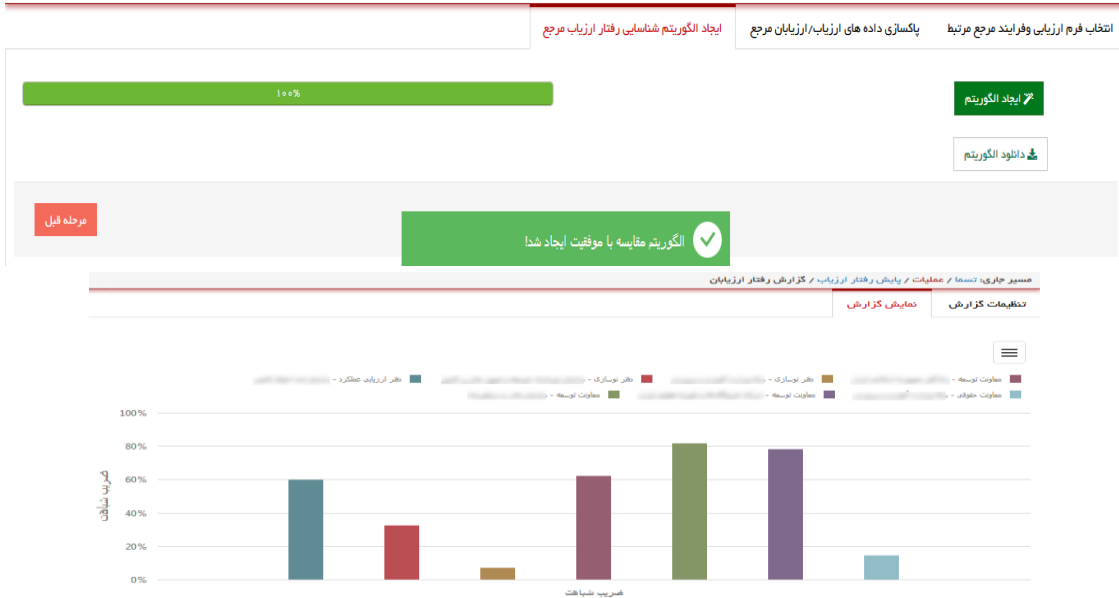 انتخاب فرم ارزیابی وفرایند مرجع مرتبط
پاکسازی داده های ارزیاب/ارزیابان مرجع
ایجاد الگوریتم شناسایی رفتار ارزیاب مرجع
ایجاد الگوریتم
۱۰۰%
دانلود الگوریتم
مرحله قبل
الگوریتم مقایسه با موفقیت ایجاد شد!
مسیر جاری: تسما / عملیات / پایش رفتار ارزیاب / گزارش رفتار ارزیابان
تنظیمات گزارش
نمایش گزارش
معاونت توسعه -
دفتر نوسازی -
دفتر نوسازی -
دفتر ارزیابی عملکرد -
معاونت حقوقی -
معاونت توسعه -
معاونت توسعه -
100%
80%
60%
40%
20%
0%
ضریب شباهت
ضریب شباهت